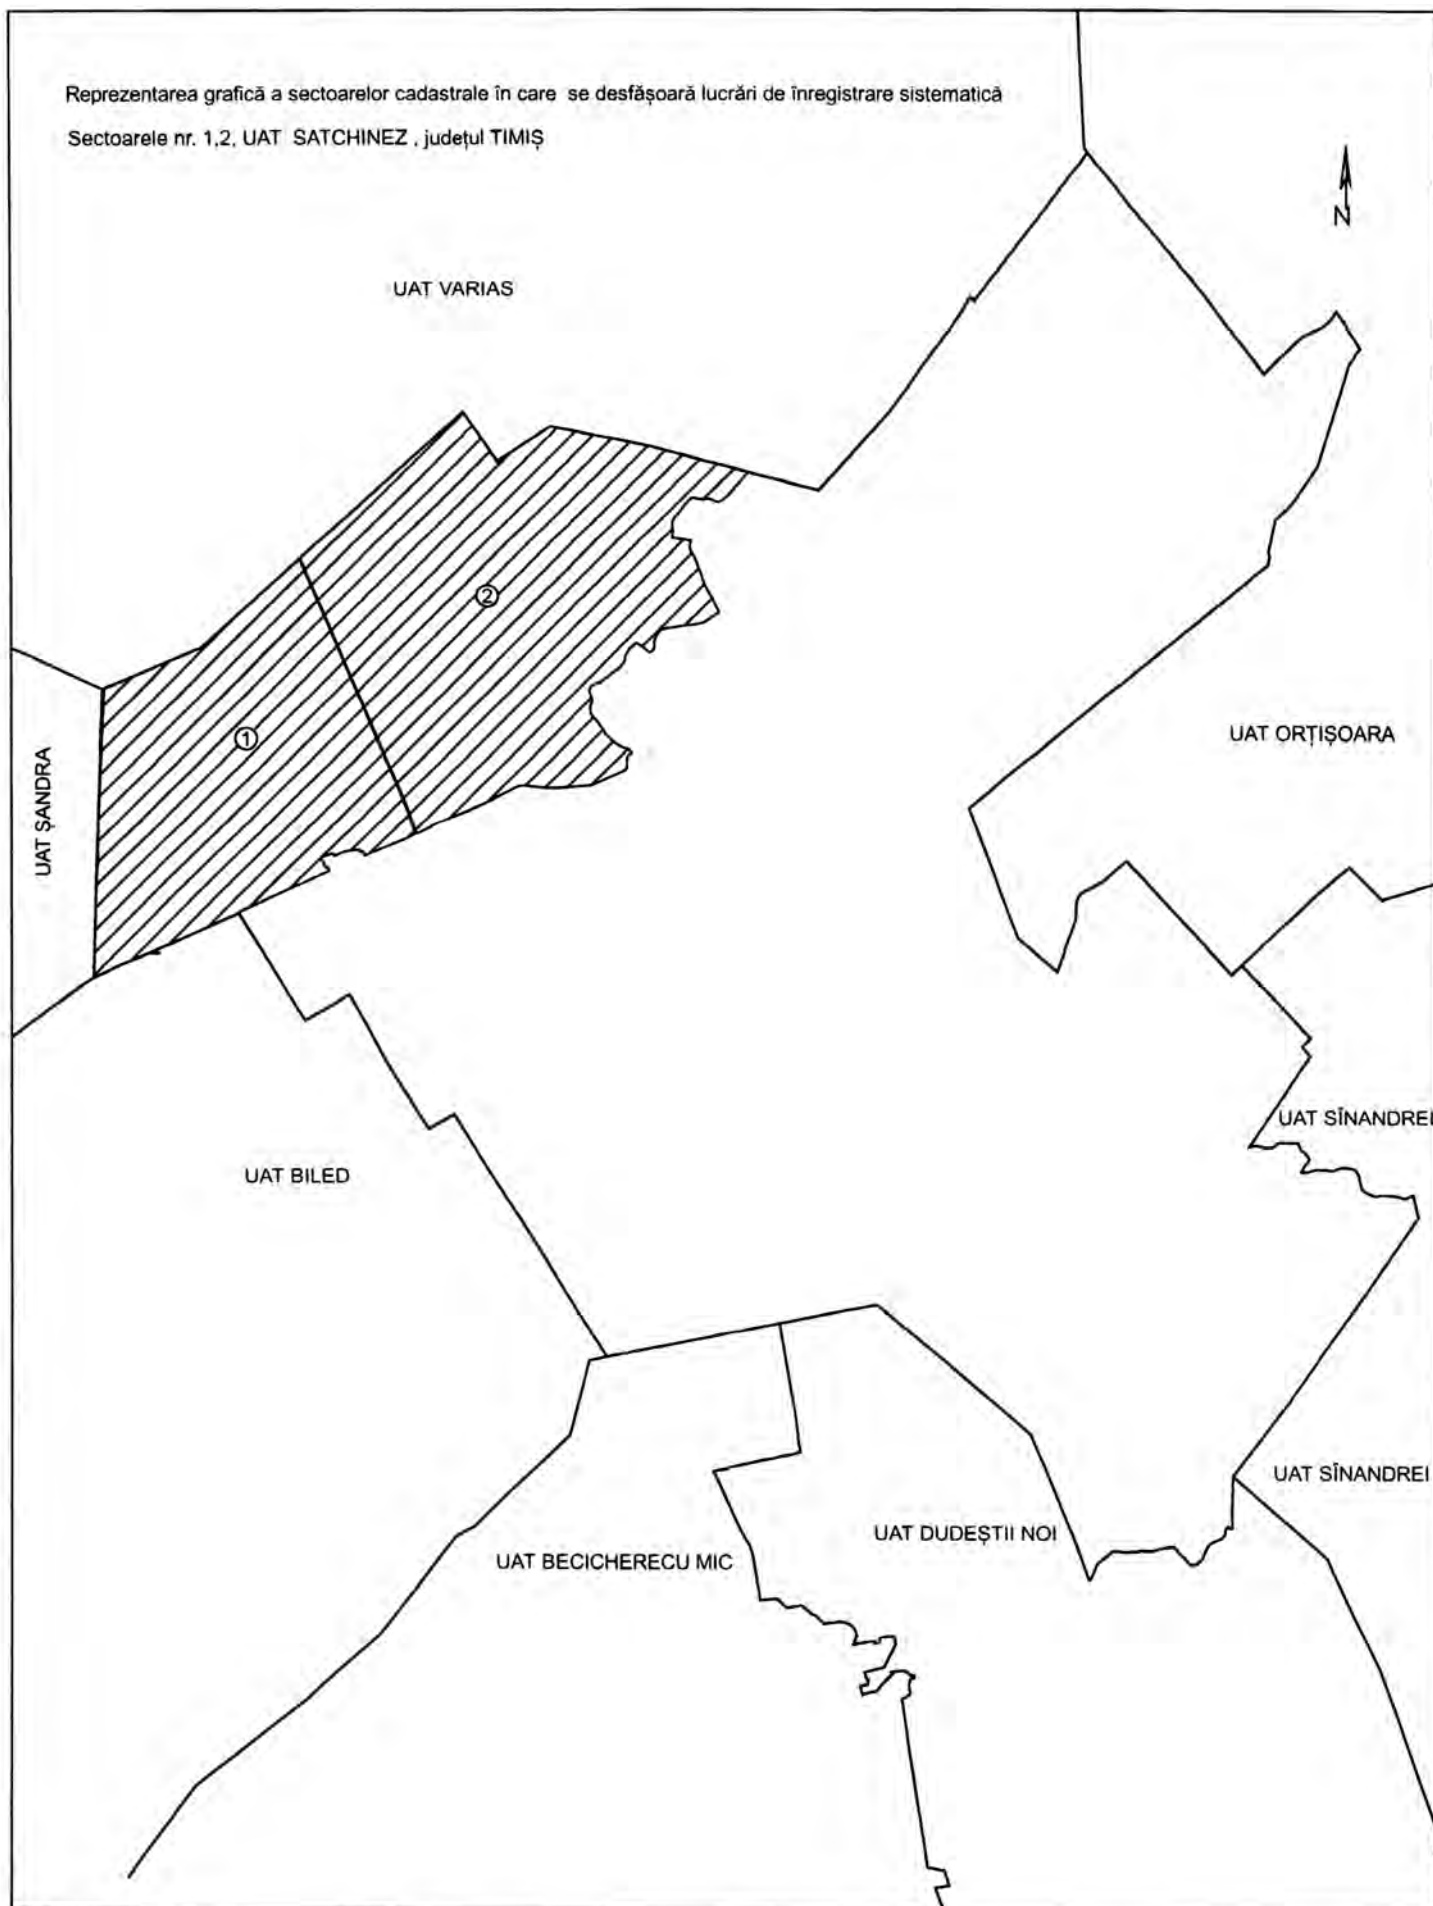 Reprezentarea grafică a sectoarelor cadastrale în care se desfășoară lucrări de înregistrare sistematică
Sectoarele nr. 1,2, UAT SATCHINEZ , județul TIMIȘ
N
UAT VARIAS
2
1
UAT ORȚIȘOARA
UAT ȘANDRA
UAT SÎNANDREI
UAT BILED
UAT SÎNANDREI
UAT DUDEȘTII NOI
UAT BECICHERECU MIC